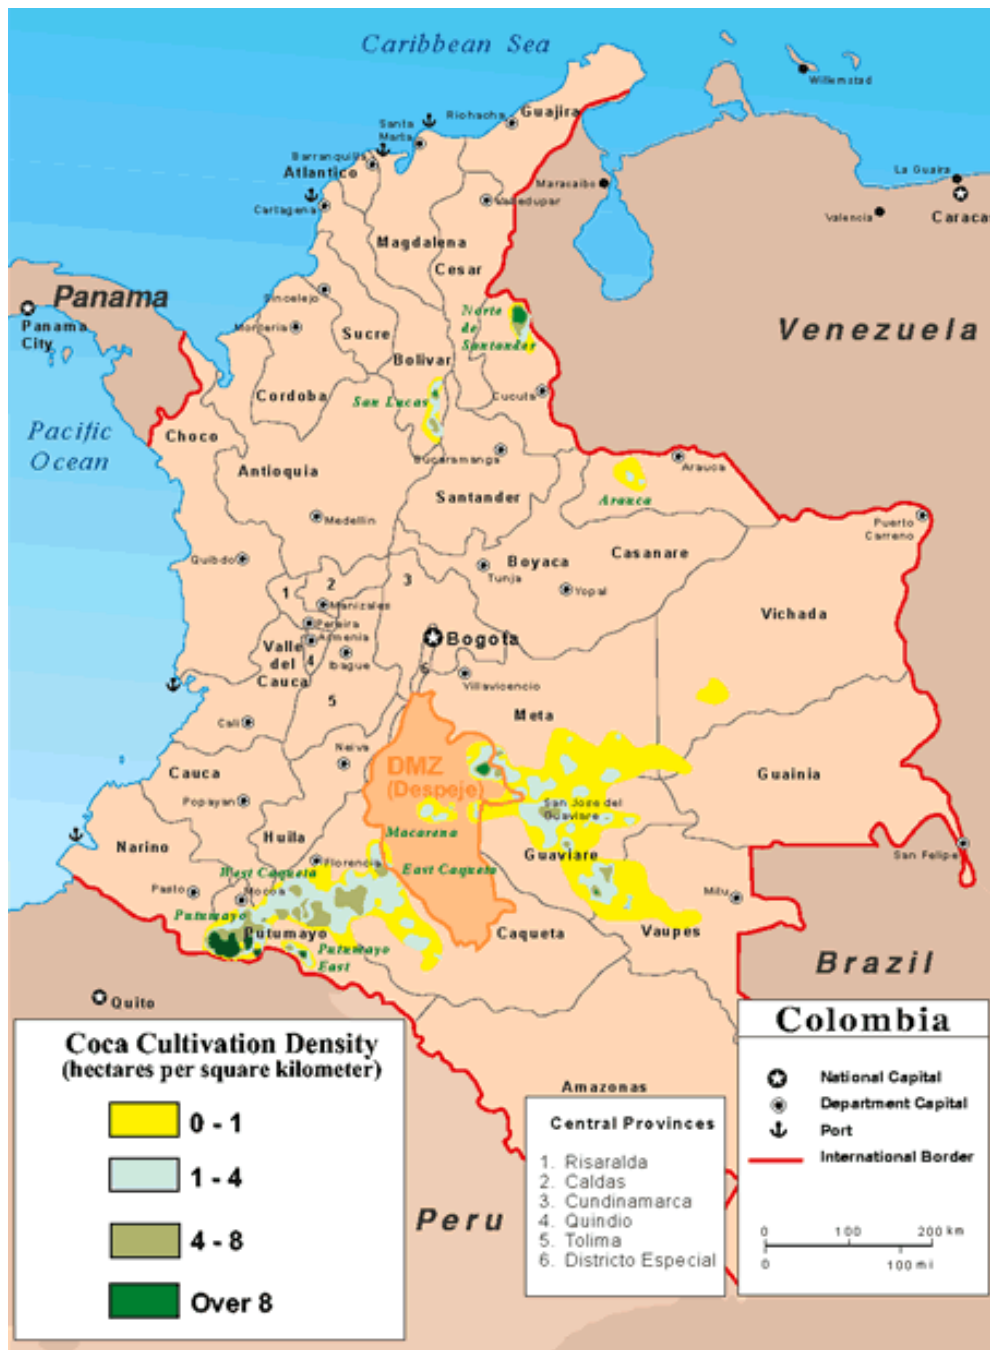 Caribbean Sea
Willemstad
Riohacha
Guajira
Santa
Marta
Barranquilla
Atlantico
La Guaira
Maracaibo
Cartagena
Valledupar
Valencia
Caracas
Magdalena
Cesar
Panama
Sincelejo
Norte
de
Santander
Panama
City
Monteria
Sucre
Venezuela
Bolivar
Cordoba
San Lucas
Cucuta
Pacific
Ocean
Choco
Bucaramanga
Arauca
Antioquia
Santander
Arauca
Medellin
Puerto
Carreno
Quibdo
Boyaca
Casanare
Tunja
Yopal
1
2
3
Manizales
Pereira
Armenia
Vichada
Bogota
Valle
del
Cauca
4
Ibague
6
Villavicencio
5
Meta
Cali
Neiva
Cauca
DMZ
(Despeje)
Guainia
Popayan
San Jose del
Guaviare
Macarena
Narino
Huila
Guaviare
San Felipe
Florencia
West Caqueta
East Caqueta
Pasto
Mocoa
Mitu
Putumayo
Putumayo
Caqueta
Vaupes
Putumayo
East
Brazil
Quito
Coca Cultivation Density
(hectares per square kilometer)
0 - 1
1 - 4
4 - 8
Over 8
Amazonas
Peru
Central Provinces
1. Risaralda
2. Caldas
3. Cundinamarca
4. Quindio
5. Tolima
6. Districto Especial
Colombia
National Capital
Department Capital
Port
International Border
0 100 200 km
0 100 mi